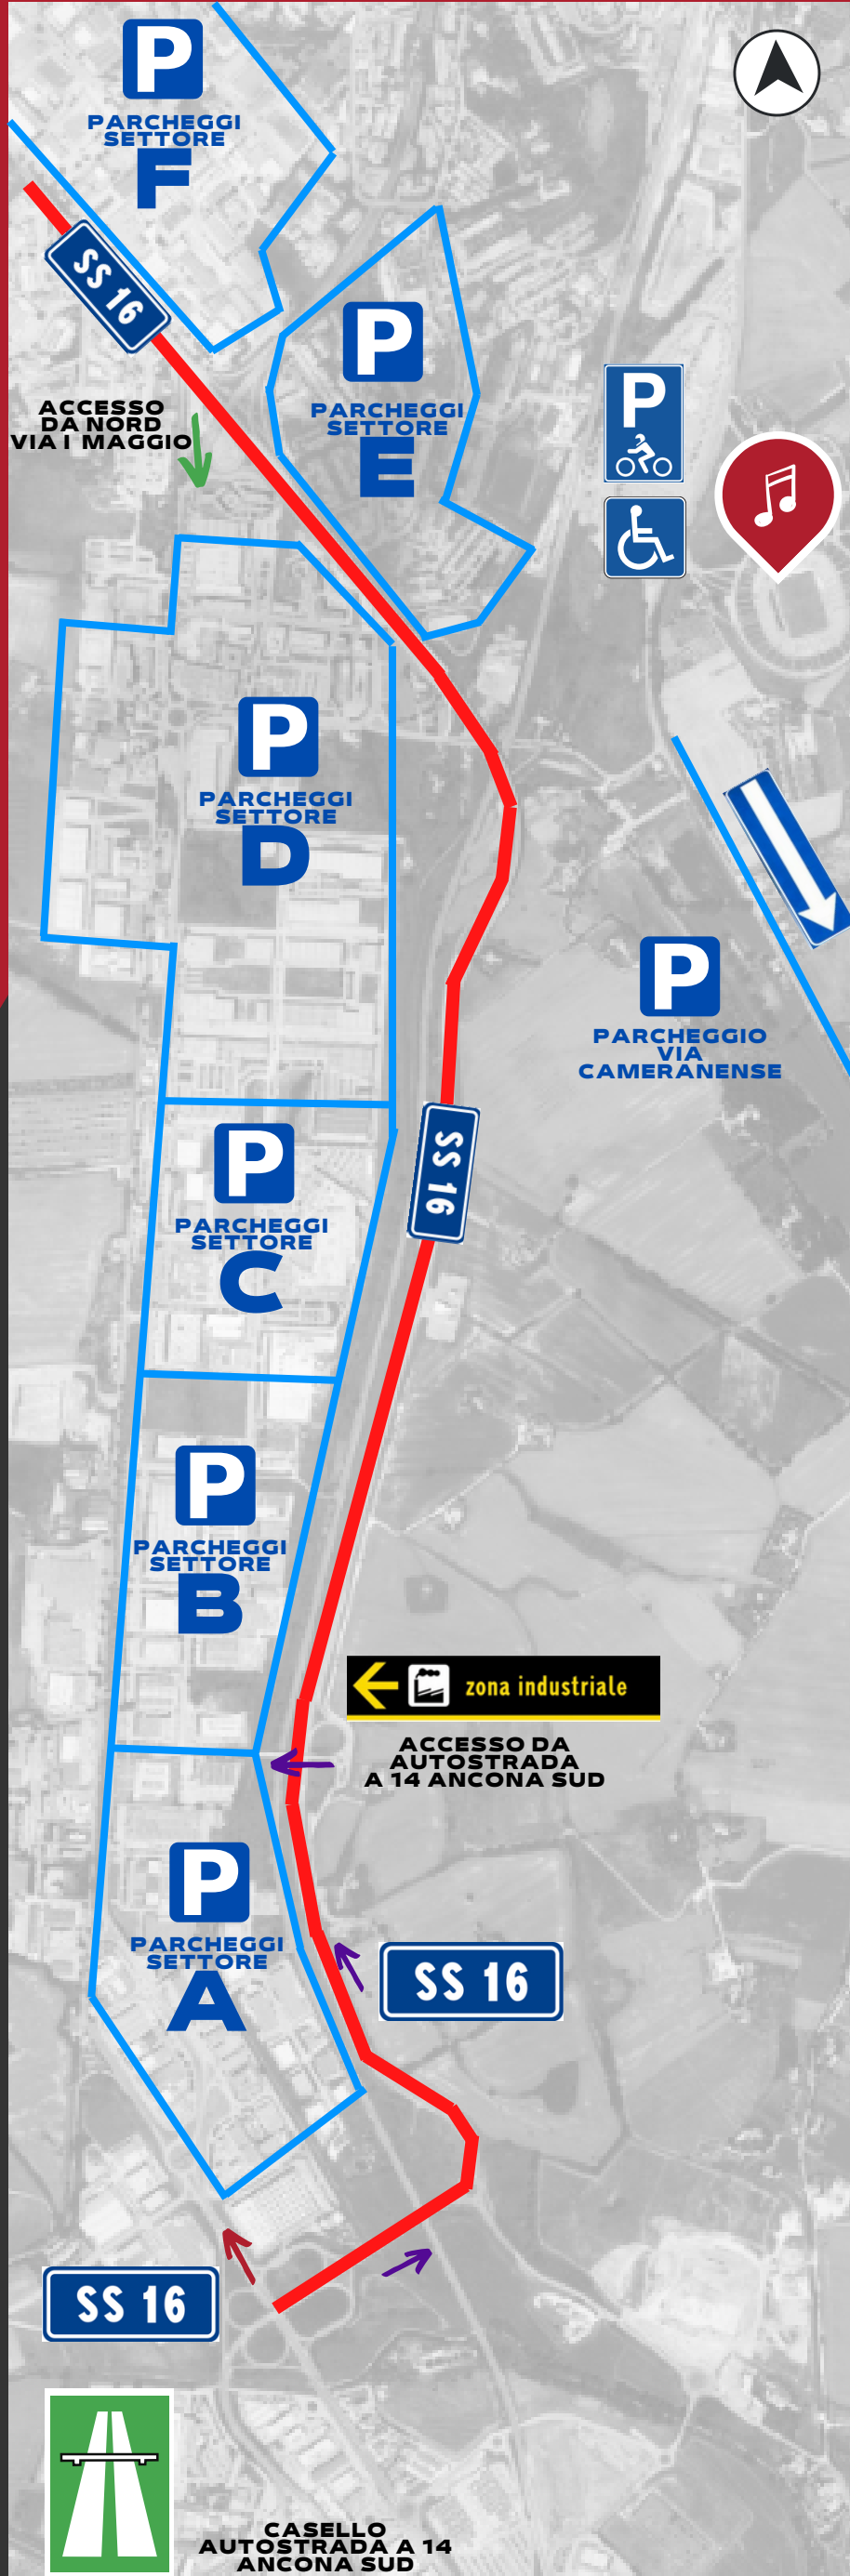 P
PARCHEGGI
SETTORE
F
SS 16
ACCESSO
DA NORD
VIA I MAGGIO
P
PARCHEGGI
SETTORE
E
P
P
PARCHEGGI
SETTORE
D
P
PARCHEGGIO
VIA
CAMERANENSE
P
PARCHEGGI
SETTORE
C
SS 16
P
PARCHEGGI
SETTORE
B
zona industriale
ACCESSO DA
AUTOSTRADA
A 14 ANCONA SUD
P
PARCHEGGI
SETTORE
A
SS 16
SS 16
CASELLO
AUTOSTRADA A 14
ANCONA SUD